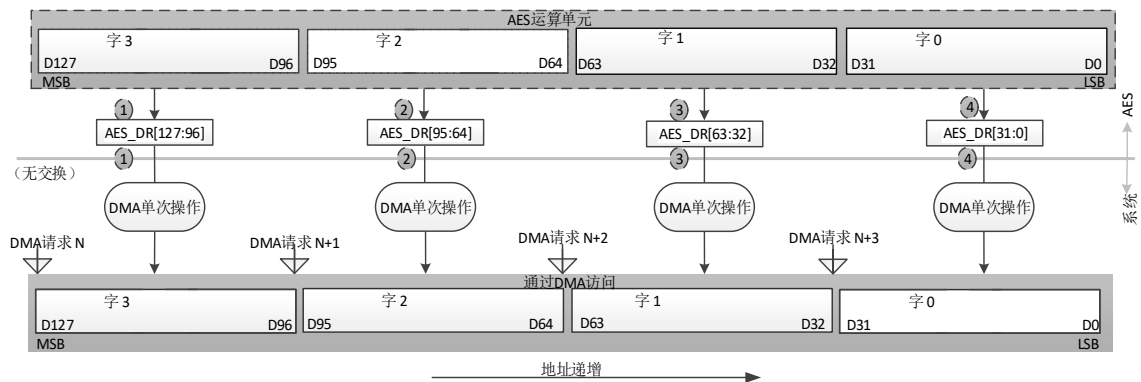 AES运算单元
字 3 字 2 字 1 字 0
D127 D96 D95 D64 D63 D32 D31 D0
MSB LSB
① ② ③ ④
AES
AES_DR[127:96] AES_DR[95:64] AES_DR[63:32] AES_DR[31:0]
① ② ③ ④
（无交换）
系统
DMA单次操作 DMA单次操作 DMA单次操作 DMA单次操作
DMA请求 N DMA请求 N+1 DMA请求 N+2 DMA请求 N+3
通过DMA访问
字 3 字 2 字 1 字 0
D127 D96 D95 D64 D63 D32 D31 D0
MSB LSB
地址递增